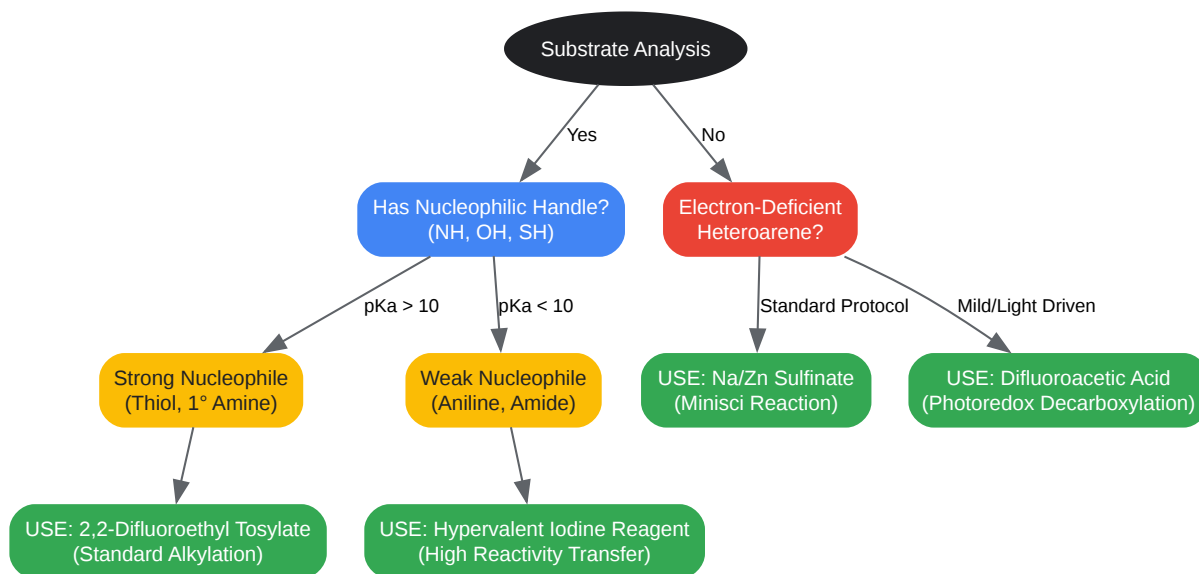 Substrate Analysis
Yes
No
Has Nucleophilic Handle?
(NH, OH, SH)
Electron-Deficient
Heteroarene?
pKa > 10
pKa < 10
Standard Protocol
Mild/Light Driven
Strong Nucleophile
(Thiol, 1° Amine)
Weak Nucleophile
(Aniline, Amide)
USE: Na/Zn Sulfinate
(Minisci Reaction)
USE: Difluoroacetic Acid
(Photoredox Decarboxylation)
USE: 2,2-Difluoroethyl Tosylate
(Standard Alkylation)
USE: Hypervalent Iodine Reagent
(High Reactivity Transfer)